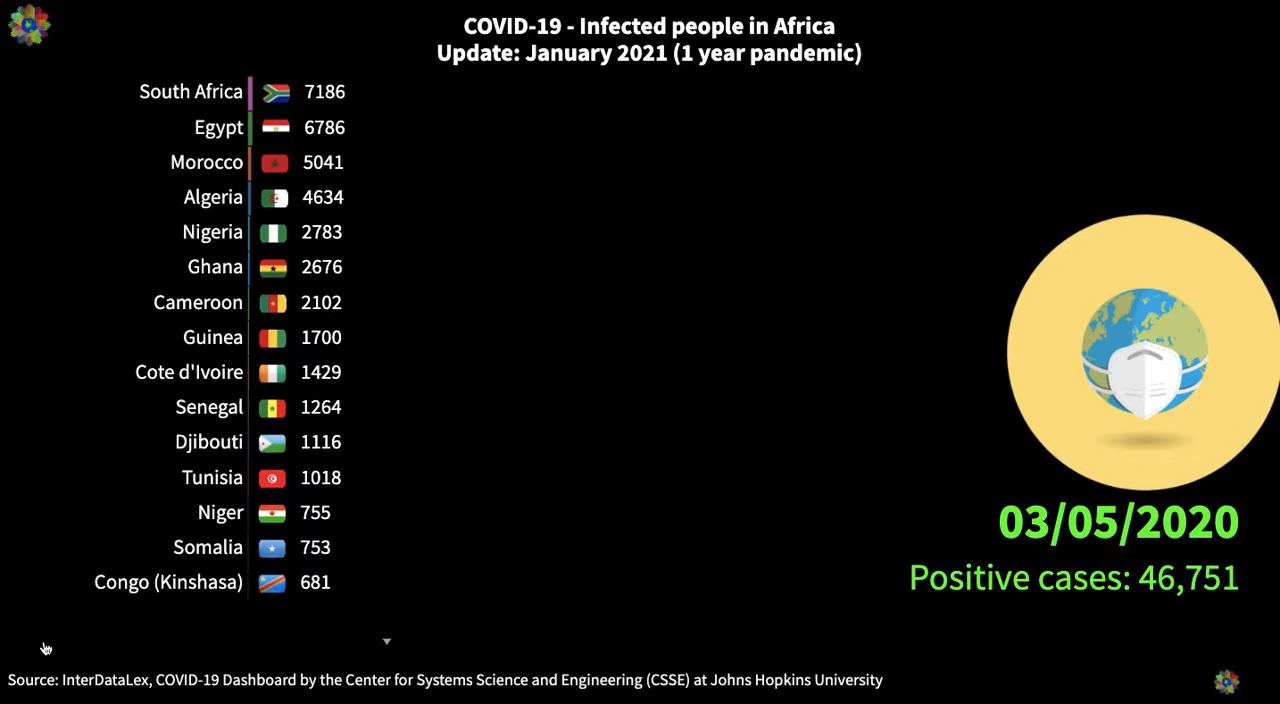 COVID-19 - Infected people in Africa
Update: January 2021 (1 year pandemic)
South Africa 7186
Egypt 6786
Morocco 5041
Algeria 4634
Nigeria 2783
Ghana 2676
Cameroon 2102
Guinea 1700
Cote d'Ivoire 1429
Senegal 1264
Djibouti 1116
Tunisia 1018
Niger 755
Somalia 753
Congo (Kinshasa) 681
03/05/2020
Positive cases: 46,751
Source: InterDataLex, COVID-19 Dashboard by the Center for Systems Science and Engineering (CSSE) at Johns Hopkins University